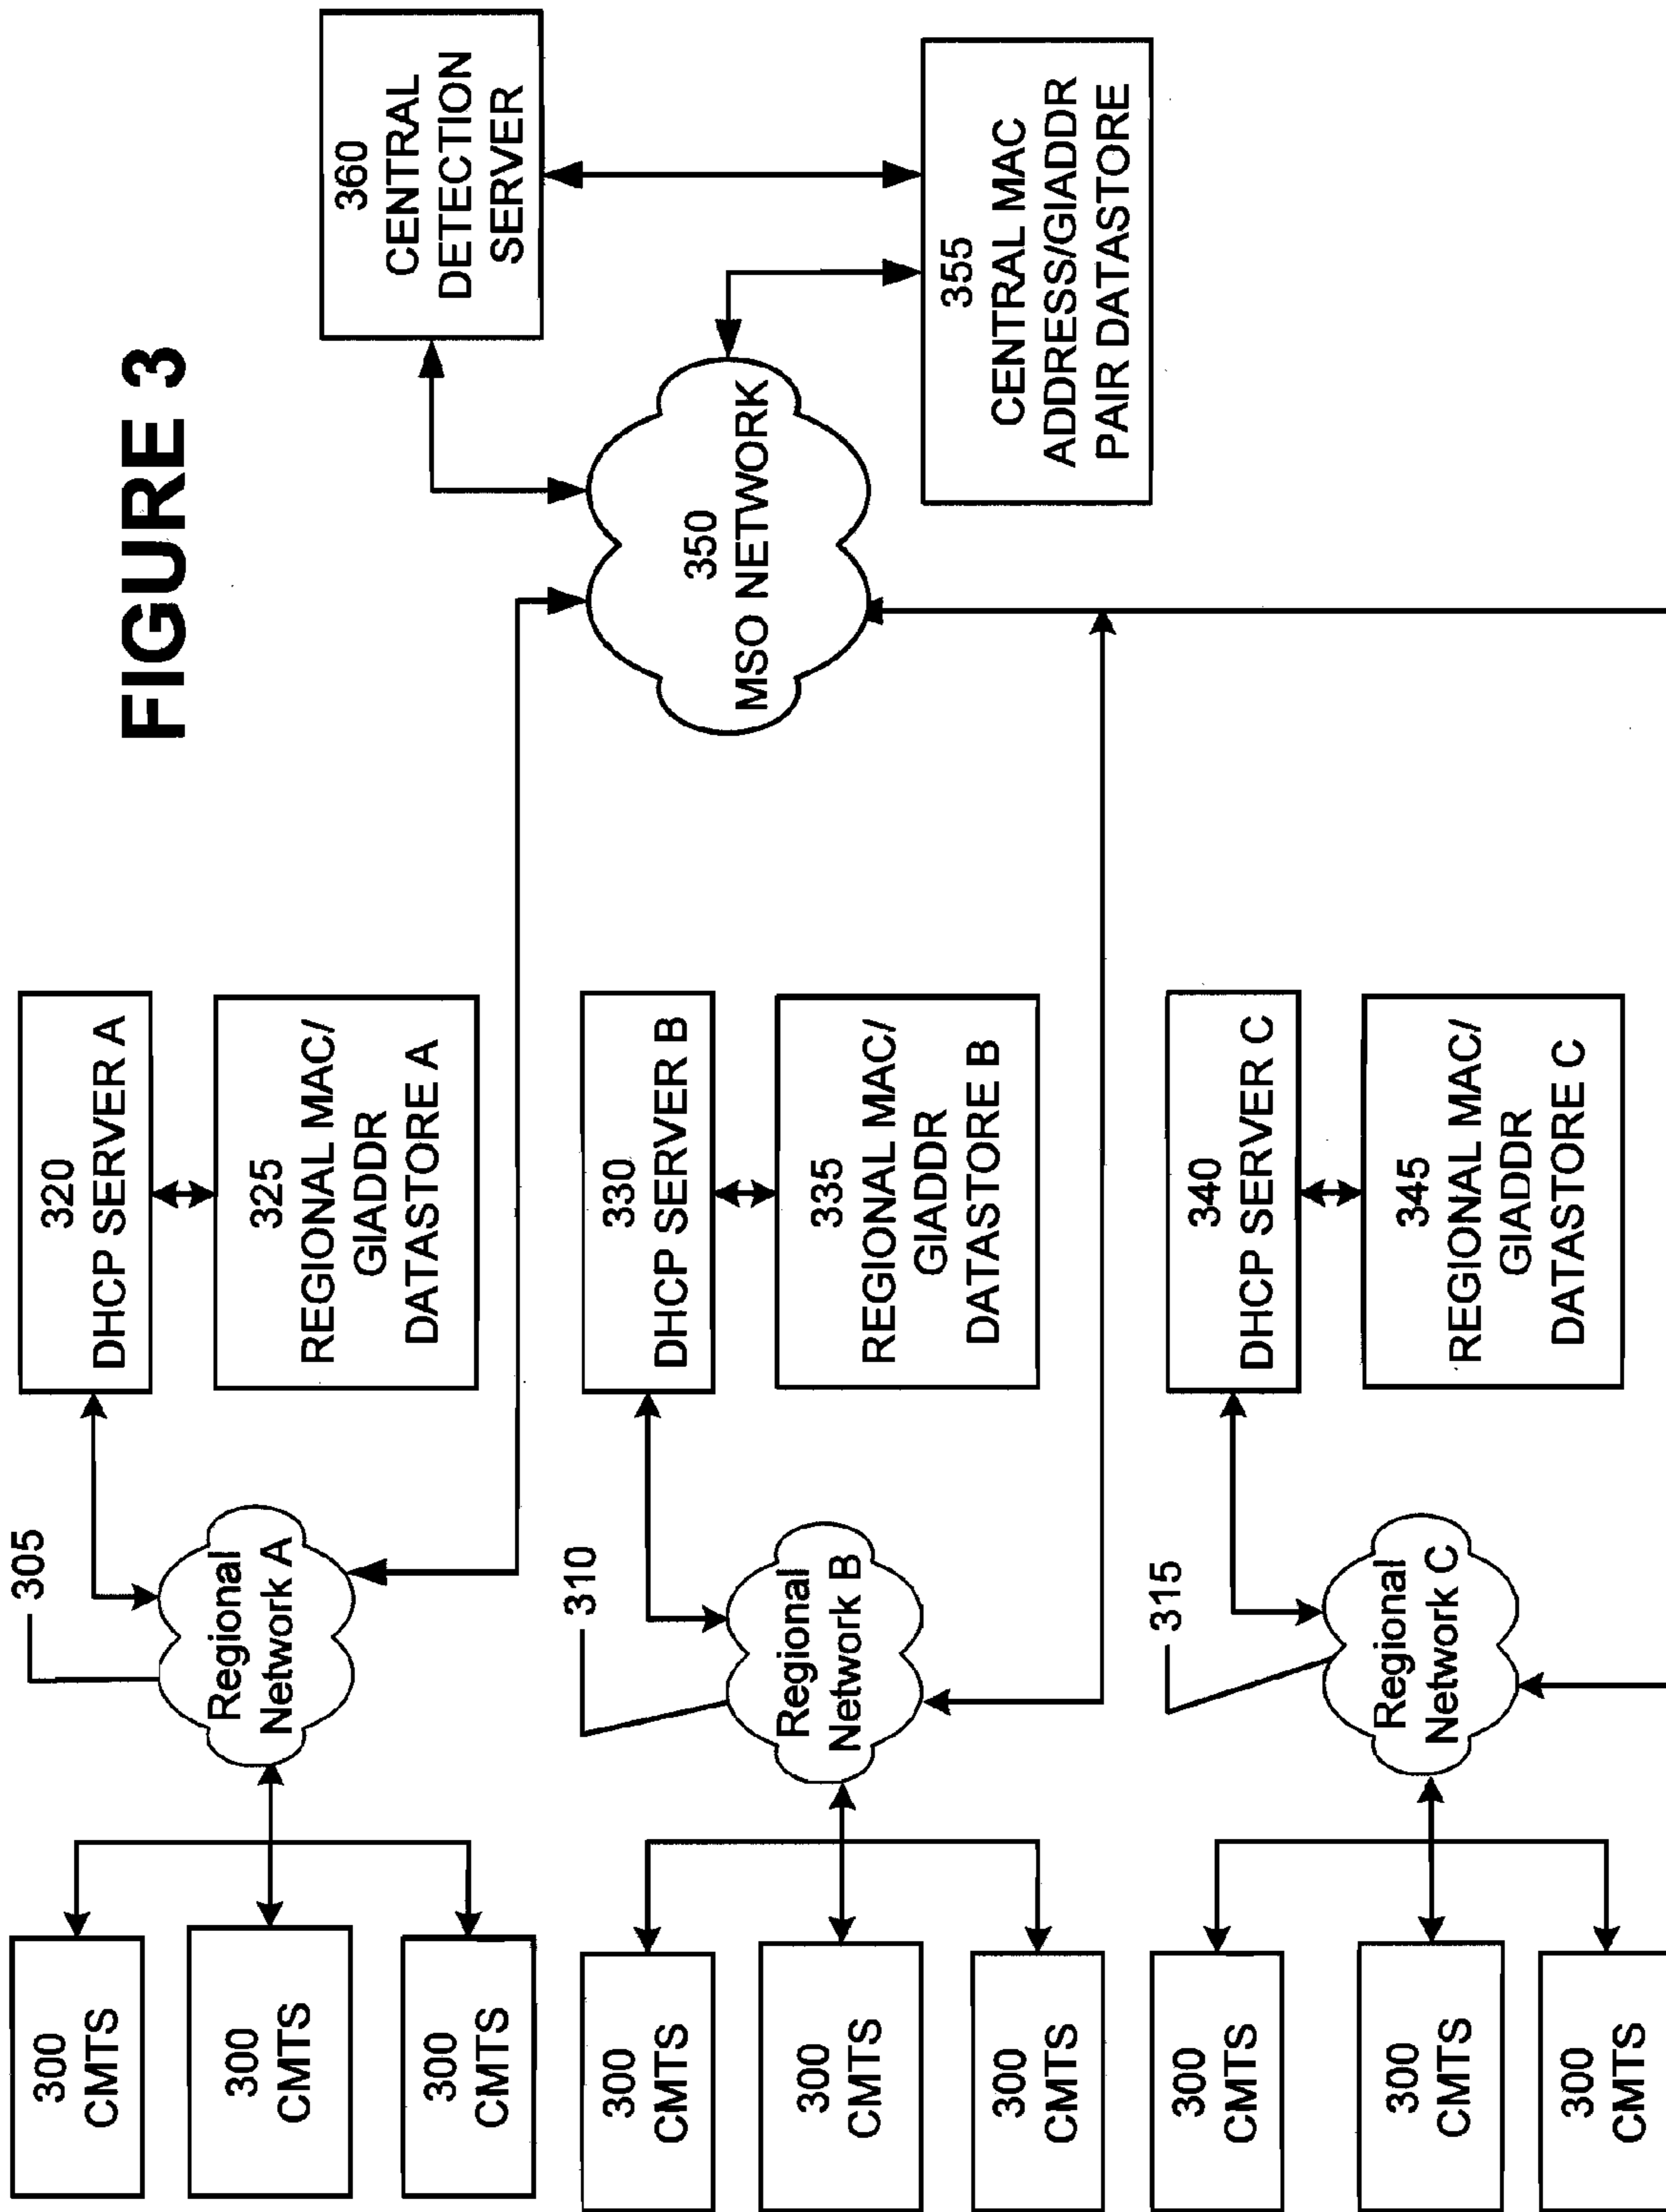 FIGURE 3
300
CMTS
300
CMTS
300
CMTS
305
Regional
Network A
320
DHCP SERVER A
325
REGIONAL MAC/
GIADDR
DATASTORE A
300
CMTS
300
CMTS
300
CMTS
310
Regional
Network B
330
DHCP SERVER B
335
REGIONAL MAC/
GIADDR
DATASTORE B
300
CMTS
300
CMTS
300
CMTS
315
Regional
Network C
340
DHCP SERVER C
345
REGIONAL MAC/
GIADDR
DATASTORE C
350
MSO NETWORK
360
CENTRAL
DETECTION
SERVER
355
CENTRAL MAC
ADDRESS/GIADDR
PAIR DATASTORE